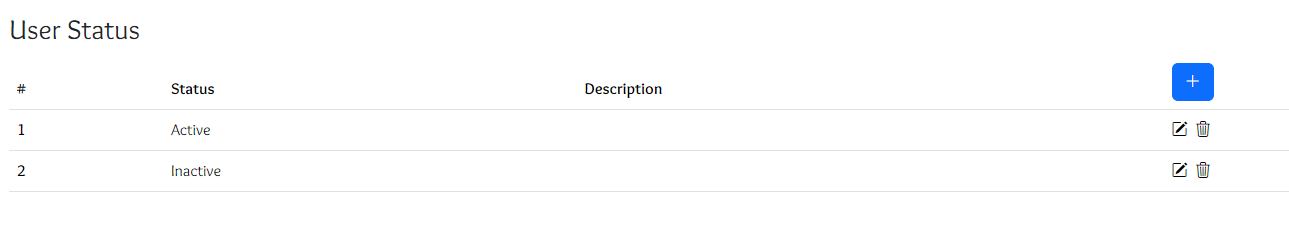 User Status
# Status Description +
1 Active
2 Inactive